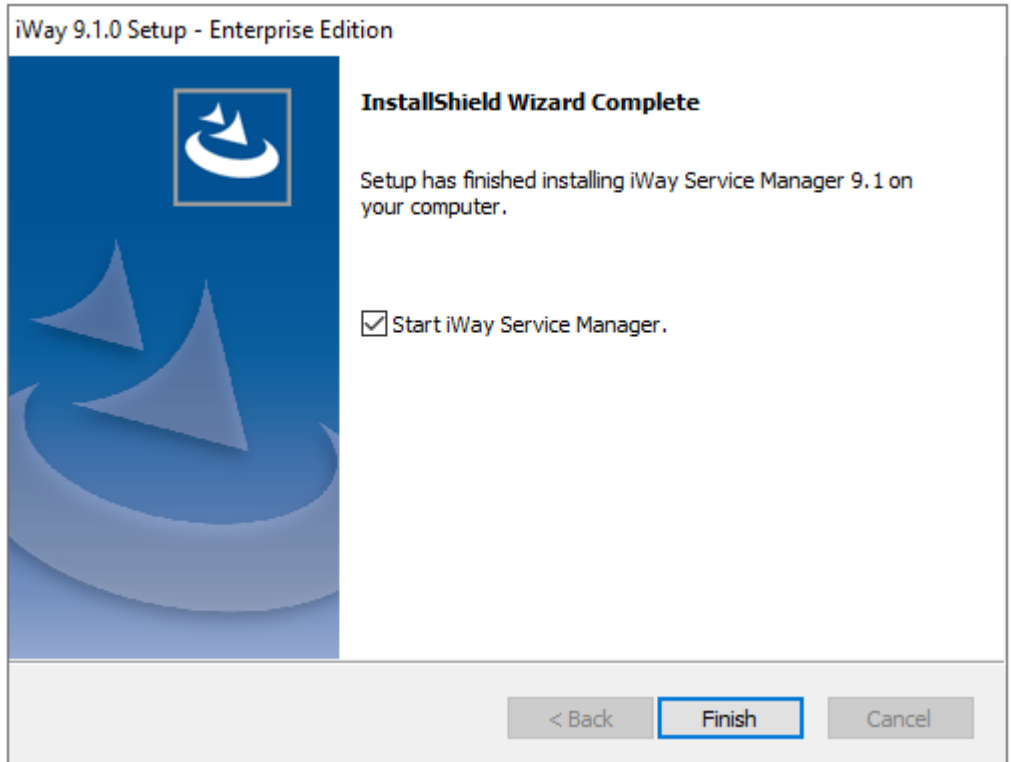 iWay 9.1.0 Setup - Enterprise Edition
InstallShield Wizard Complete
Setup has finished installing iWay Service Manager 9.1 on
your computer.
Start iWay Service Manager.
< Back
Finish
Cancel